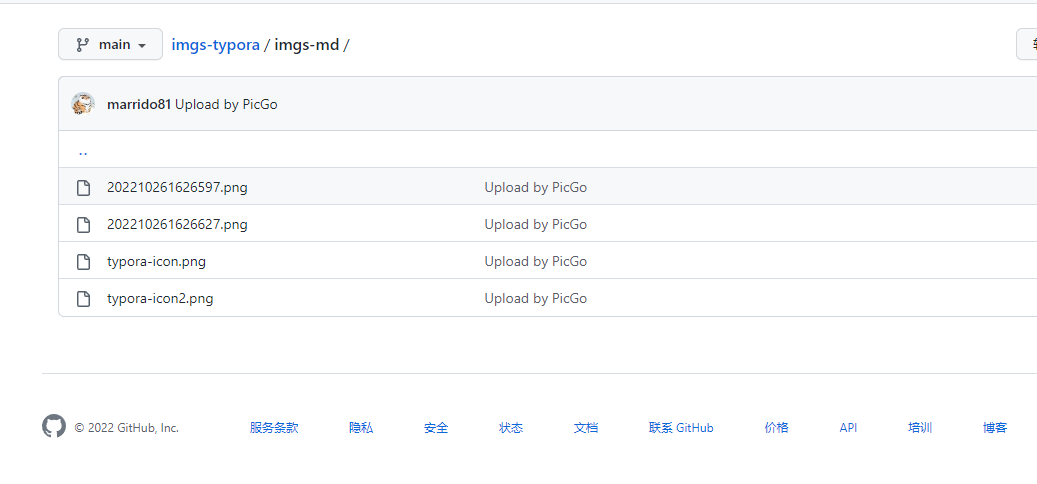 main imgs-typora / imgs-md /
marrido81 Upload by PicGo
..
202210261626597.png Upload by PicGo
202210261626627.png Upload by PicGo
typora-icon.png Upload by PicGo
typora-icon2.png Upload by PicGo
© 2022 GitHub, Inc. 服务条款 隐私 安全 状态 文档 联系 GitHub 价格 API 培训 博客